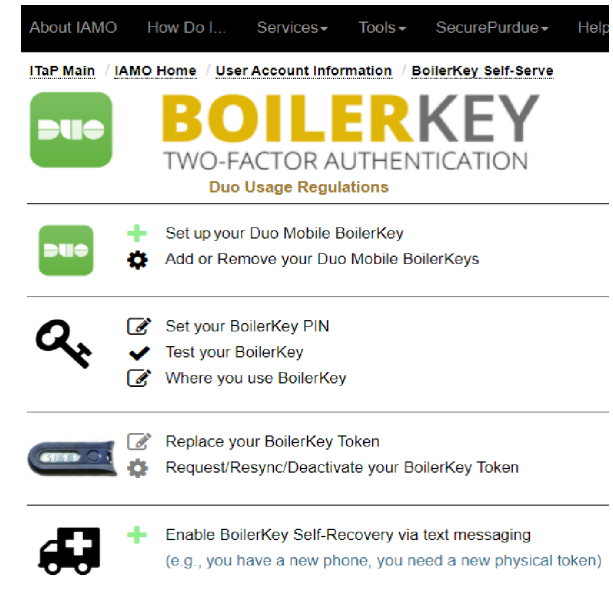 About IAMO How Do I... Services Tools SecurePurdue Help
ITaP Main / IAMO Home / User Account Information / BoilerKey Self-Serve
DUO
BOILERKEY
TWO-FACTOR AUTHENTICATION
Duo Usage Regulations
DUO
Set up your Duo Mobile BoilerKey
Add or Remove your Duo Mobile BoilerKeys
Set your BoilerKey PIN
Test your BoilerKey
Where you use BoilerKey
Replace your BoilerKey Token
Request/Resync/Deactivate your BoilerKey Token
Enable BoilerKey Self-Recovery via text messaging
(e.g., you have a new phone, you need a new physical token)